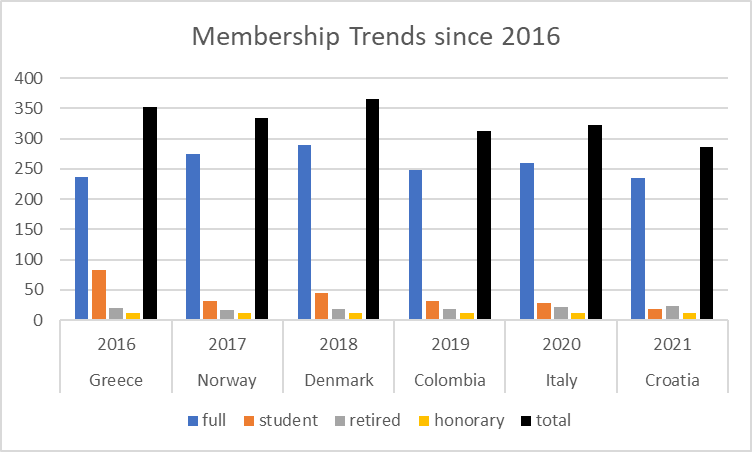 Membership Trends since 2016
400
350
300
250
200
150
100
50
0
2016 2017 2018 2019 2020 2021
Greece Norway Denmark Colombia Italy Croatia
full student retired honorary total